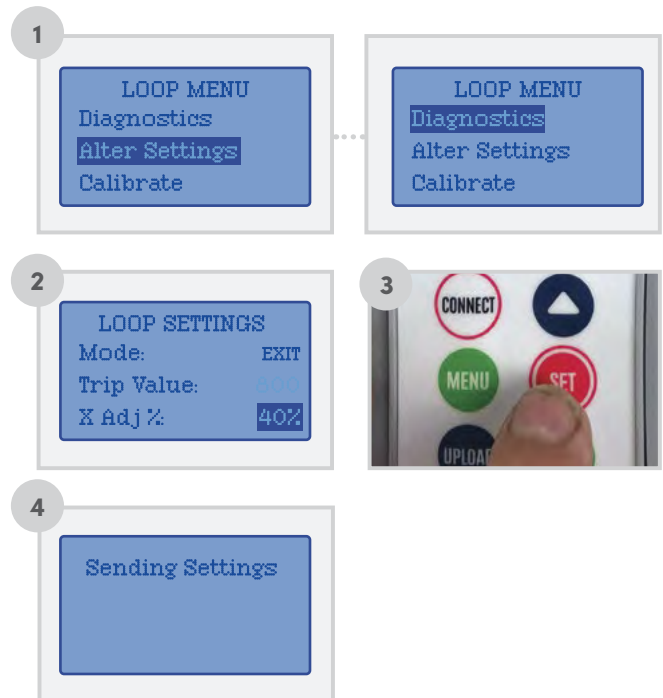 1
LOOP MENU
Diagnostics
Alter Settings
Calibrate
LOOP MENU
Diagnostics
Alter Settings
Calibrate
2
LOOP SETTINGS
Mode: EXIT
Trip Value: 800
X Adj %: 40%
3
CONNECT
MENU
SET
4
Sending Settings